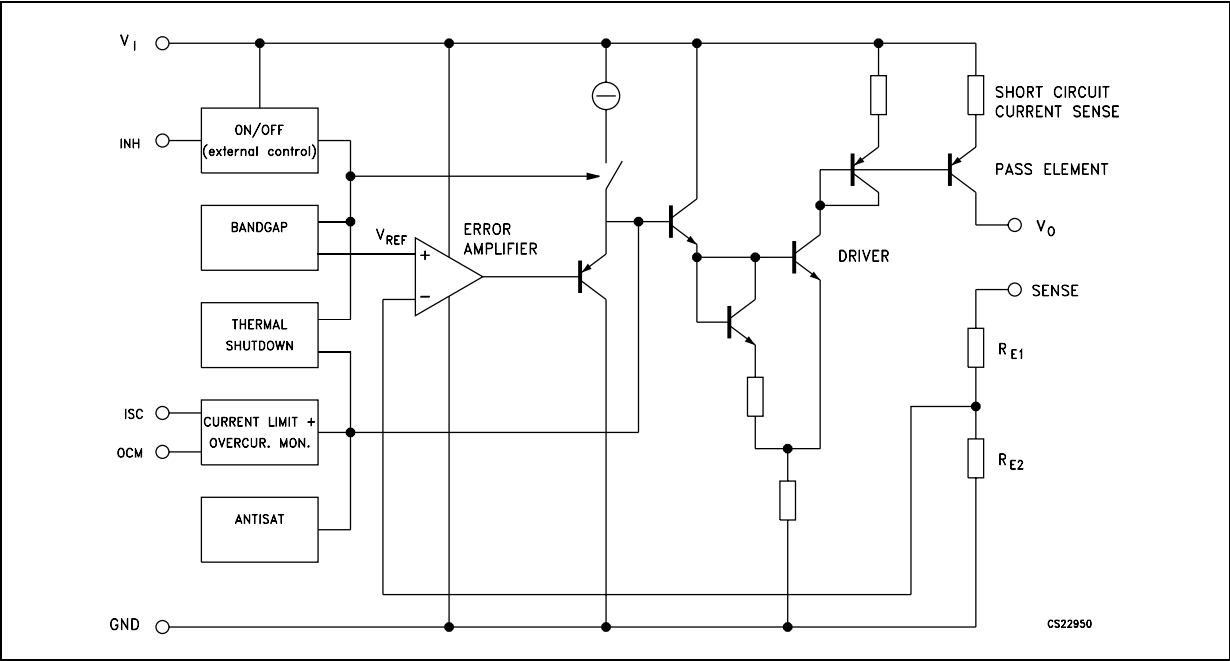 V I
SHORT CIRCUIT
CURRENT SENSE
ON/OFF
(external control)
INH
PASS ELEMENT
BANDGAP
V REF
ERROR
AMPLIFIER
V O
DRIVER
+
−
SENSE
THERMAL
SHUTDOWN
R E1
ISC
CURRENT LIMIT +
OVERCUR. MON.
OCM
R E2
ANTISAT
GND
CS22950